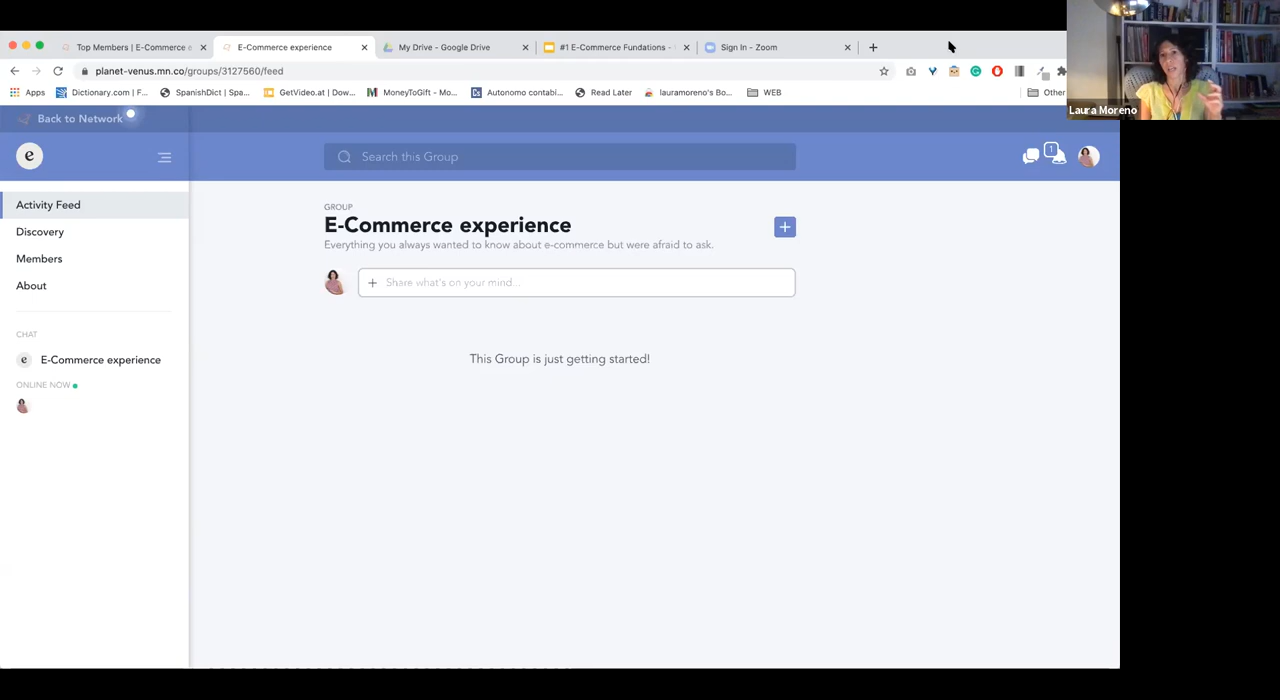 Top Members | E-Commerce e
E-Commerce experience
My Drive - Google Drive
#1 E-Commerce Fundations -
Sign In - Zoom
planet-venus.mn.co/groups/3127560/feed
Apps
Dictionary.com | F...
SpanishDict | Spa...
GetVideo.at | Dow...
MoneyToGift - Mo...
Autonomo contabi...
Read Later
lauramoreno's Bo...
WEB
Other
Laura Moreno
Back to Network
e
Search this Group
1
Activity Feed
Discovery
Members
About
CHAT
e E-Commerce experience
ONLINE NOW
GROUP
E-Commerce experience
Everything you always wanted to know about e-commerce but were afraid to ask.
Share what's on your mind...
This Group is just getting started!